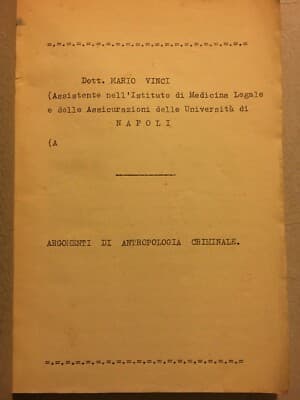 =.=.=.=.=.=.=.=.=.=.=.=.=.=.=.=.=.=.=.=.=
Dott. MARIO VINCI
(Assistente nell'Istituto di Medicina Legale
e delle Assicurazioni delle Università di
N A P O L I
(A
ARGOMENTI DI ANTROPOLOGIA CRIMINALE.
=.=.=.=.=.=.=.=.=.=.=.=.=.=.=.=.=.=.=.=.=